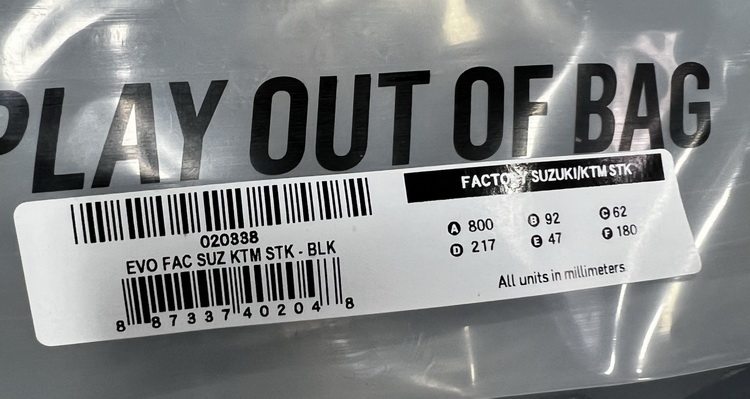 PLAY OUT OF BAG
FACTORY SUZUKI/KTM STK
020338
EVO FAC SUZ KTM STK - BLK
8 87337 40204 8
A 800 B 92 C 62
D 217 E 47 F 180
All units in millimeters.